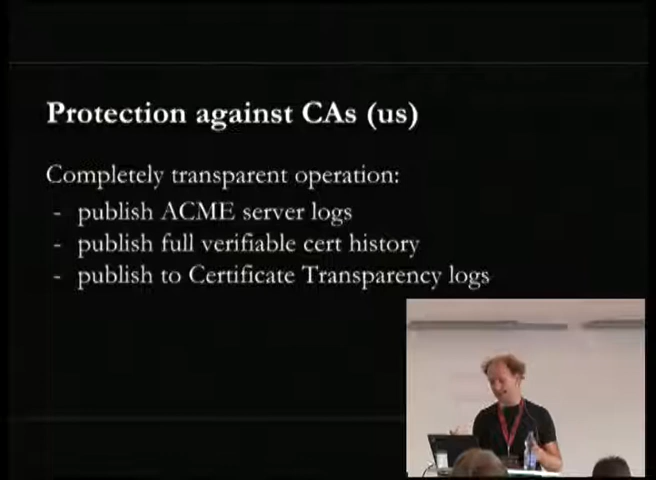 Protection against CAs (us)
Completely transparent operation:
- publish ACME server logs
- publish full verifiable cert history
- publish to Certificate Transparency logs